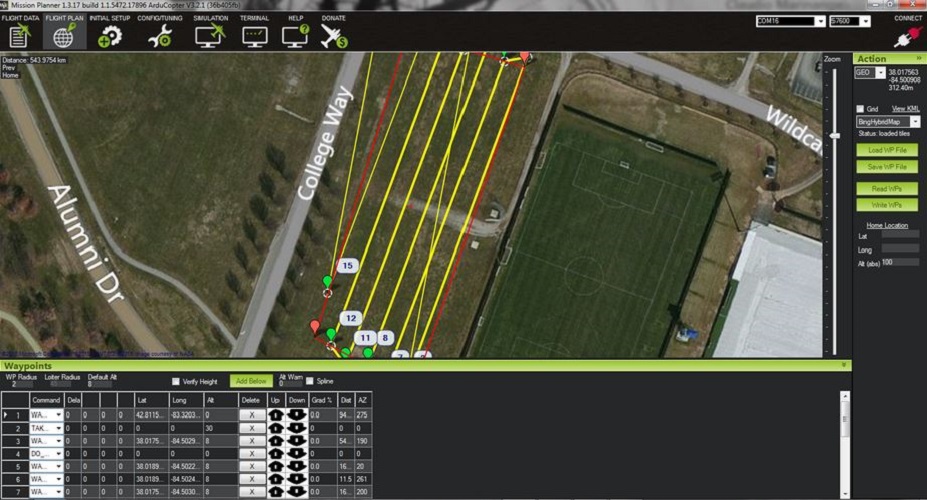 Mission Planner 1.3.17 build 1.1.5472.17896 ArduCopter V3.2.1 (36b405fb)
FLIGHT DATA FLIGHT PLAN INITIAL SETUP CONFIG/TUNING SIMULATION TERMINAL HELP DONATE
COM16 57600 CONNECT
Distance: 543.9754 km
Prev
Home
Zoom
Action
GEO 38.017563
-84.500908
312.40m
Grid View KML
BingHybridMap
Status: loaded tiles
Load WP File
Save WP File
Read WPs
Write WPs
Home Location
Lat
Long
Alt (abs) 100
College Way
Alumni Dr
Wildca
15
12
11 8
Waypoints
WP Radius Loiter Radius Default Alt
2 8
Verify Height Add Below Alt Warn 0 Spline
Command Dela Lat Long Alt Delete Up Down Grad % Dist AZ
1 WA... 0 0 0 0 42.8115... -83.3203... 0 X 0.0 94... 275
2 TAK... 0 0 0 0 0 0 30 X 0 0 0
3 WA... 0 0 0 0 38.0175... -84.5029... 8 X 0.0 54... 190
4 DO_... 0 0 0 0 0 0 0 X 0 0 0
5 WA... 0 0 0 0 38.0189... -84.5022... 8 X 0.0 16... 20
6 WA... 0 0 0 0 38.0189... -84.5024... 8 X 0.0 11.5 261
7 WA... 0 0 0 0 38.0175... -84.5030... 8 X 0.0 16... 200